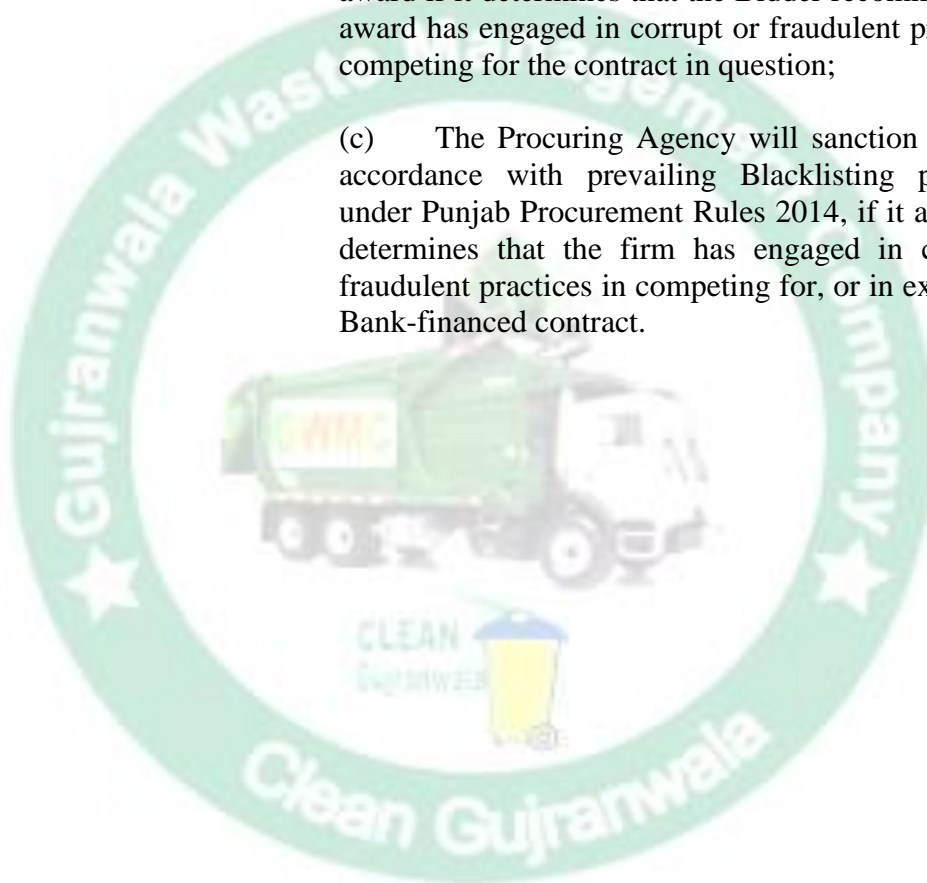 award has engaged in corrupt or fraudulent
competing for the contract in question;
(c) The Procuring Agency will sanction
accordance with prevailing Blacklisting
under Punjab Procurement Rules 2014, if it
determines that the firm has engaged in
fraudulent practices in competing for, or in
Bank-financed contract.
Gujranwala Waste Management Company
GWMC
CLEAN
Gujranwala
Clean Gujranwala